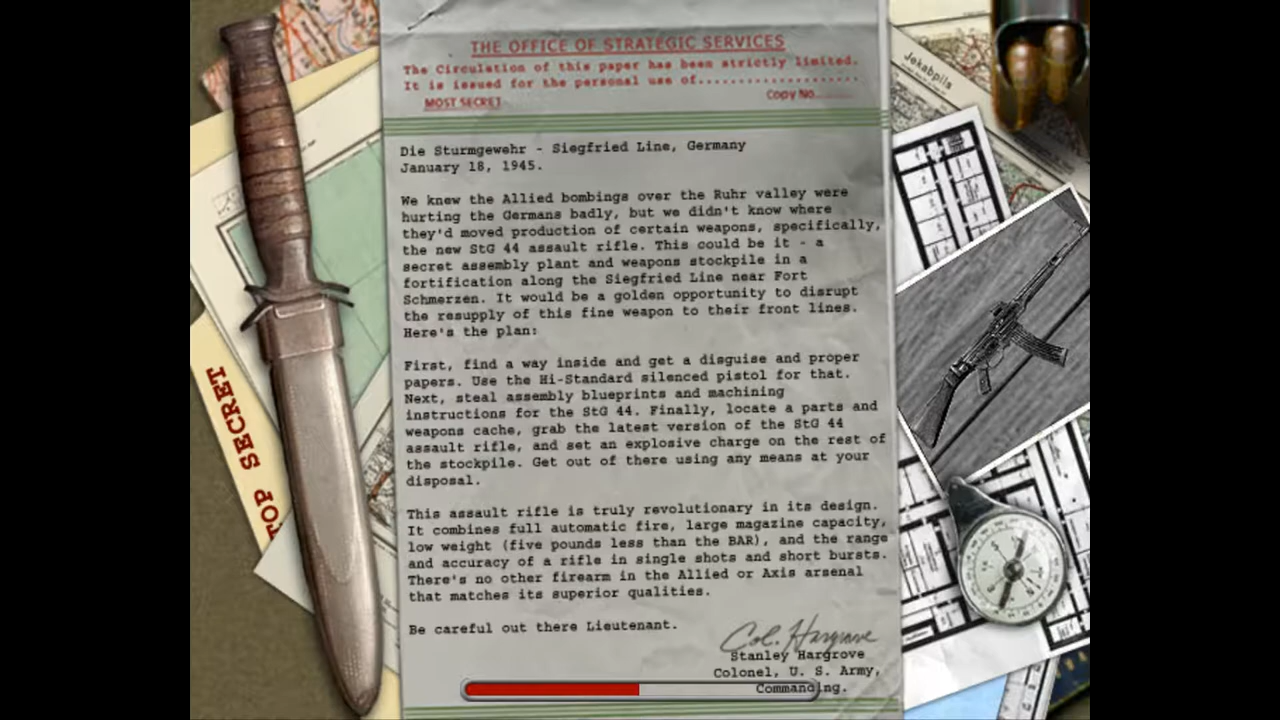 THE OFFICE OF STRATEGIC SERVICES
The Circulation of this paper has been strictly limited.
It is issued for the personal use of....................
MOST SECRET
Copy No.........
Die Sturmgewehr - Siegfried Line, Germany
January 18, 1945.
We knew the Allied bombings over the Ruhr valley were
hurting the Germans badly, but we didn't know where
they'd moved production of certain weapons, specifically,
the new StG 44 assault rifle. This could be it - a
secret assembly plant and weapons stockpile in a
fortification along the Siegfried Line near Fort
Schmerzen. It would be a golden opportunity to disrupt
the resupply of this fine weapon to their front lines.
Here's the plan:
First, find a way inside and get a disguise and proper
papers. Use the Hi-Standard silenced pistol for that.
Next, steal assembly blueprints and machining
instructions for the StG 44. Finally, locate a parts and
weapons cache, grab the latest version of the StG 44
assault rifle, and set an explosive charge on the rest of
the stockpile. Get out of there using any means at your
disposal.
This assault rifle is truly revolutionary in its design.
It combines full automatic fire, large magazine capacity,
low weight (five pounds less than the BAR), and the range
and accuracy of a rifle in single shots and short bursts.
There's no other firearm in the Allied or Axis arsenal
that matches its superior qualities.
Be careful out there Lieutenant.
Col. Hargrove
Stanley Hargrove
Colonel, U. S. Army,
Commanding.
TOP SECRET
Jekabpils